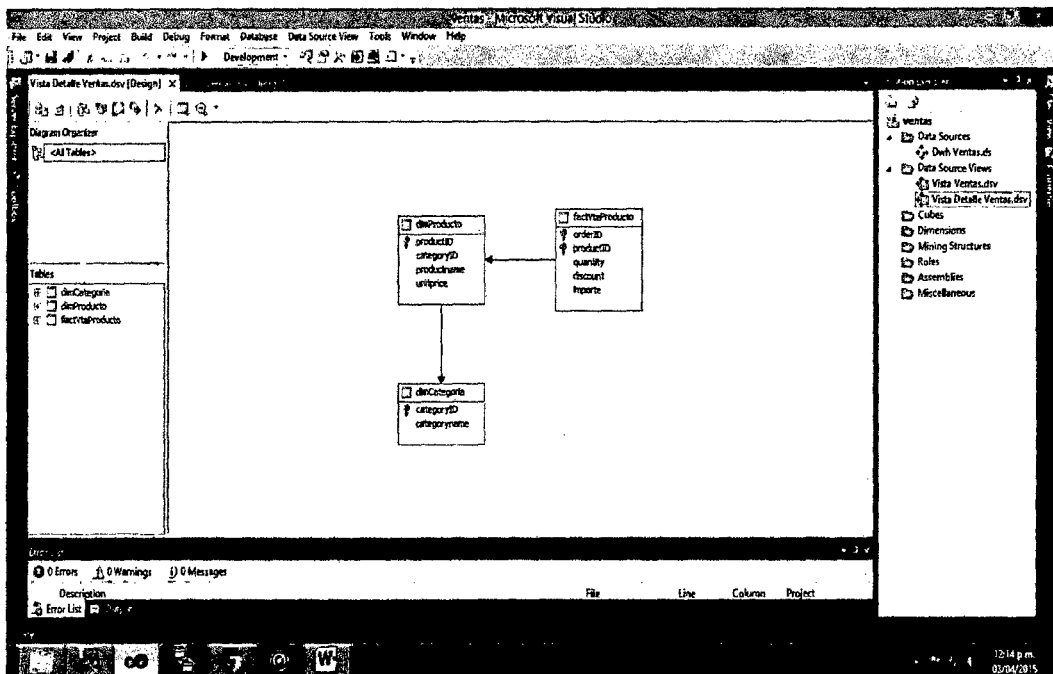 Ventas - Microsoft Visual Studio
File Edit View Project Build Debug Format Database Data Source View Tools Window Help
Development
Vista Detalle Ventas.dsv [Design]
Diagram Organizer
<All Tables>
Tables
dimCategoria
dimProducto
factVtaProducto
dimProducto
productID
categoryID
productname
unitprice
factVtaProducto
orderID
productID
quantity
discount
importe
dimCategoria
categoryID
categoryname
ventas
Data Sources
Dwh Ventas.ds
Data Source Views
Vista Ventas.dsv
Vista Detalle Ventas.dsv
Cubes
Dimensions
Mining Structures
Roles
Assemblies
Miscellaneous
Error List
0 Errors 0 Warnings 0 Messages
Description File Line Column Project
Error List
12:14 p.m.
03/04/2015